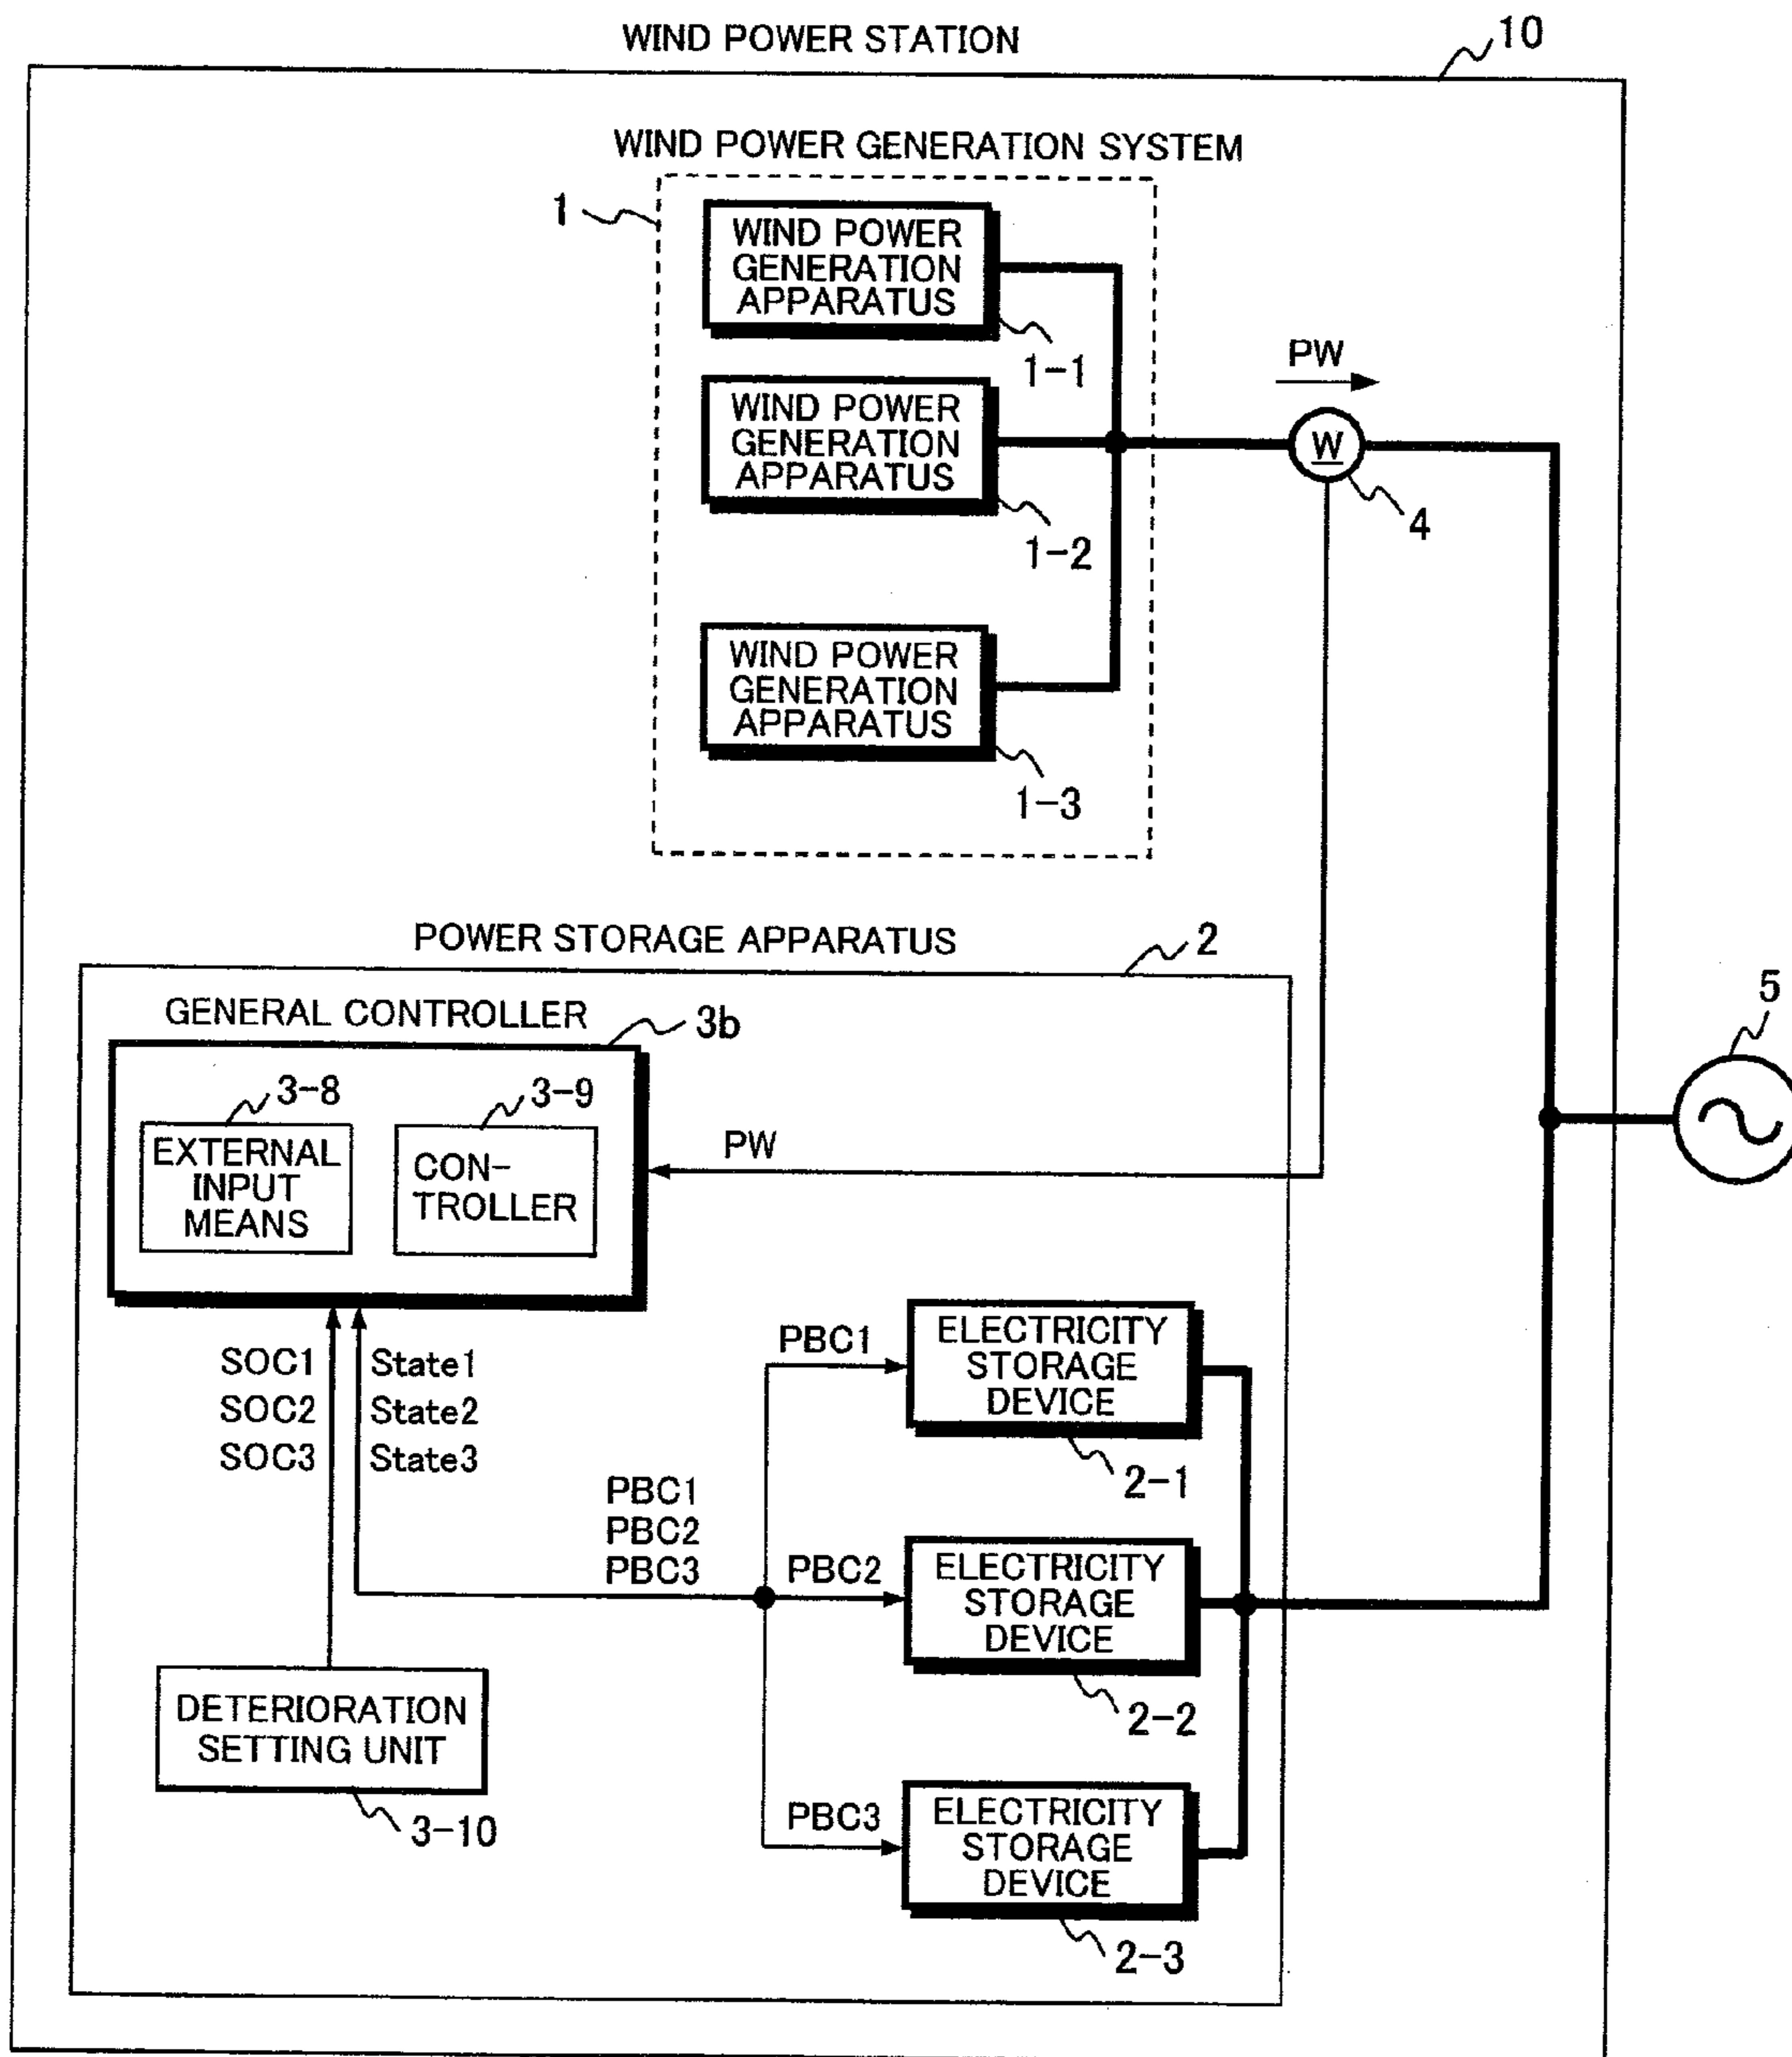 WIND POWER STATION
10
WIND POWER GENERATION SYSTEM
1
WIND POWER
GENERATION
APPARATUS
1-1
PW
WIND POWER
GENERATION
APPARATUS
W
1-2
4
WIND POWER
GENERATION
APPARATUS
1-3
POWER STORAGE APPARATUS
2
GENERAL CONTROLLER
3b
5
3-8
3-9
EXTERNAL
INPUT
MEANS
CON-
TROLLER
PW
SOC1
SOC2
SOC3
State1
State2
State3
PBC1
ELECTRICITY
STORAGE
DEVICE
2-1
PBC1
PBC2
PBC3
PBC2
ELECTRICITY
STORAGE
DEVICE
2-2
DETERIORATION
SETTING UNIT
3-10
PBC3
ELECTRICITY
STORAGE
DEVICE
2-3